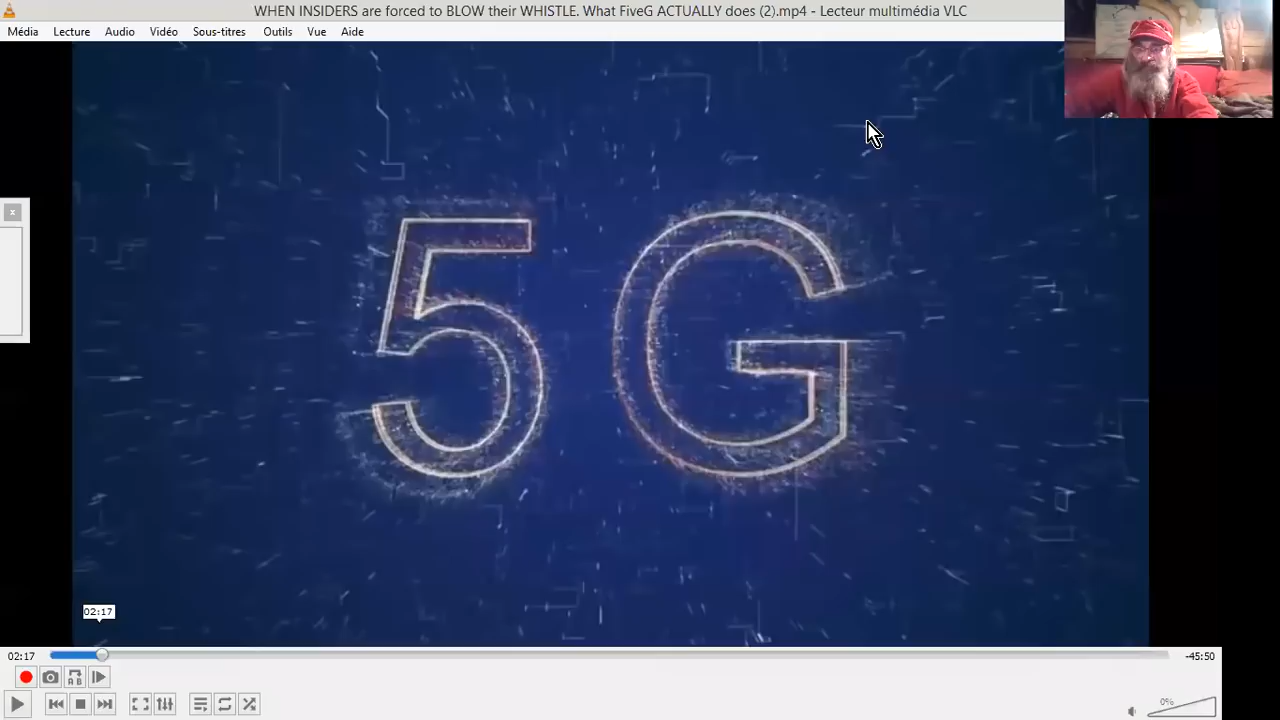 WHEN INSIDERS are forced to BLOW their WHISTLE. What FiveG ACTUALLY does (2).mp4 - Lecteur multimédia VLC
Média Lecture Audio Vidéo Sous-titres Outils Vue Aide
x
5G
02:17
02:17 -45:50
AB
0%